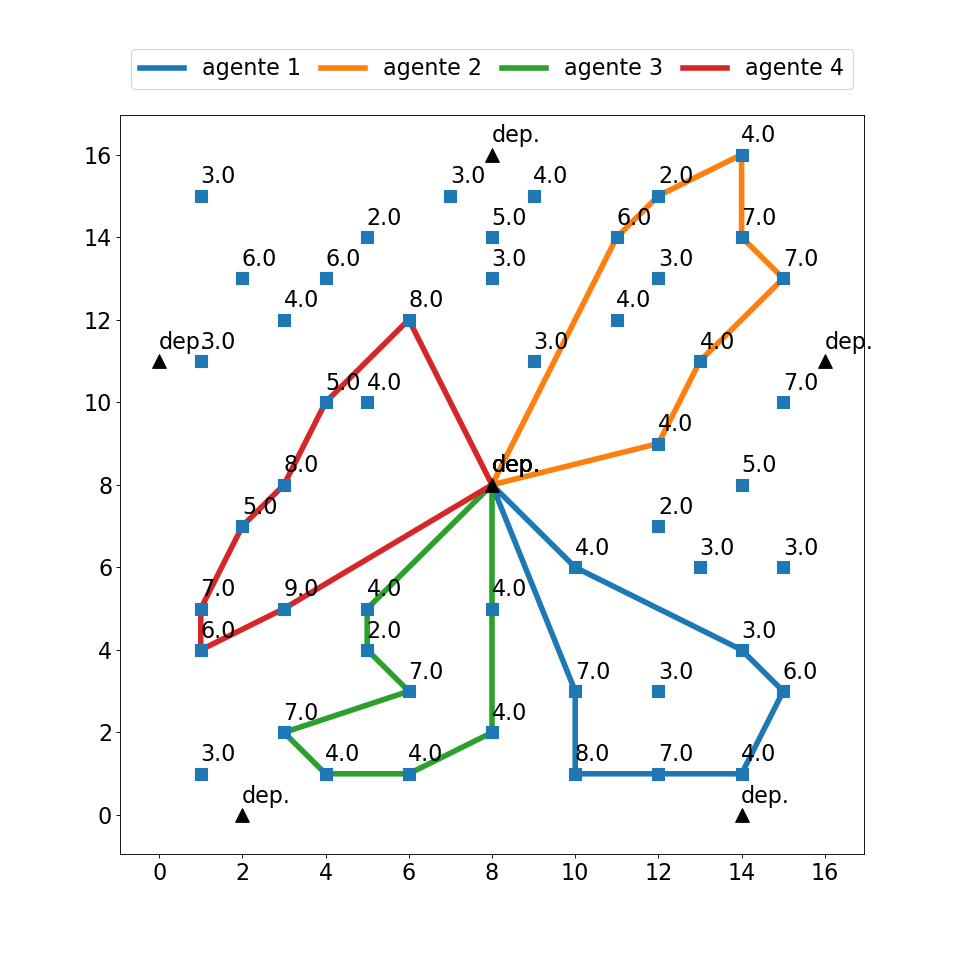 agente 1 agente 2 agente 3 agente 4
dep. 4.0
16
3.0 3.0 4.0 2.0
2.0 5.0 6.0 7.0
14
6.0 6.0 3.0 3.0 7.0
4.0 8.0 4.0
12
dep. 3.0 3.0 4.0 dep.
5.0 4.0 7.0
10
4.0
8.0 dep. 5.0
8
5.0 2.0
4.0 3.0 3.0
6
7.0 9.0 4.0 4.0
6.0 2.0 3.0
4
7.0 7.0 3.0 6.0
7.0 4.0
2
3.0 4.0 4.0 8.0 7.0 4.0
dep. dep.
0
0 2 4 6 8 10 12 14 16